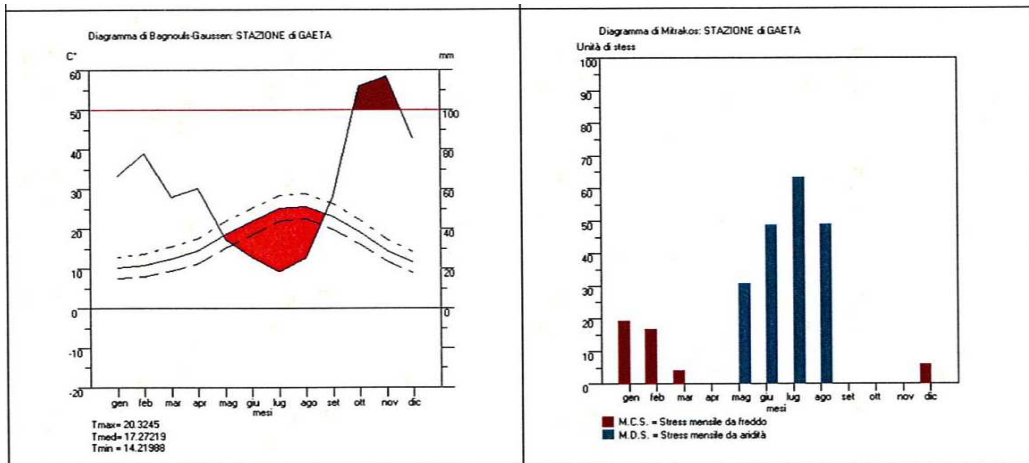 Diagramma di Bagnouls-Gaussen: STAZIONE di GAETA
C°
mm
60
50
40
30
20
10
0
-10
-20
100
80
60
40
20
0
gen feb mar apr mag giu lug ago set ott nov dic
mesi
Tmax= 20.3245
Tmed= 17.27219
Tmin = 14.21988
Diagramma di Mitrakos: STAZIONE di GAETA
Unità di stress
100
90
80
70
60
50
40
30
20
10
0
gen feb mar apr mag giu lug ago set ott nov dic
mesi
M.C.S. = Stress mensile da freddo
M.D.S. = Stress mensile da aridità